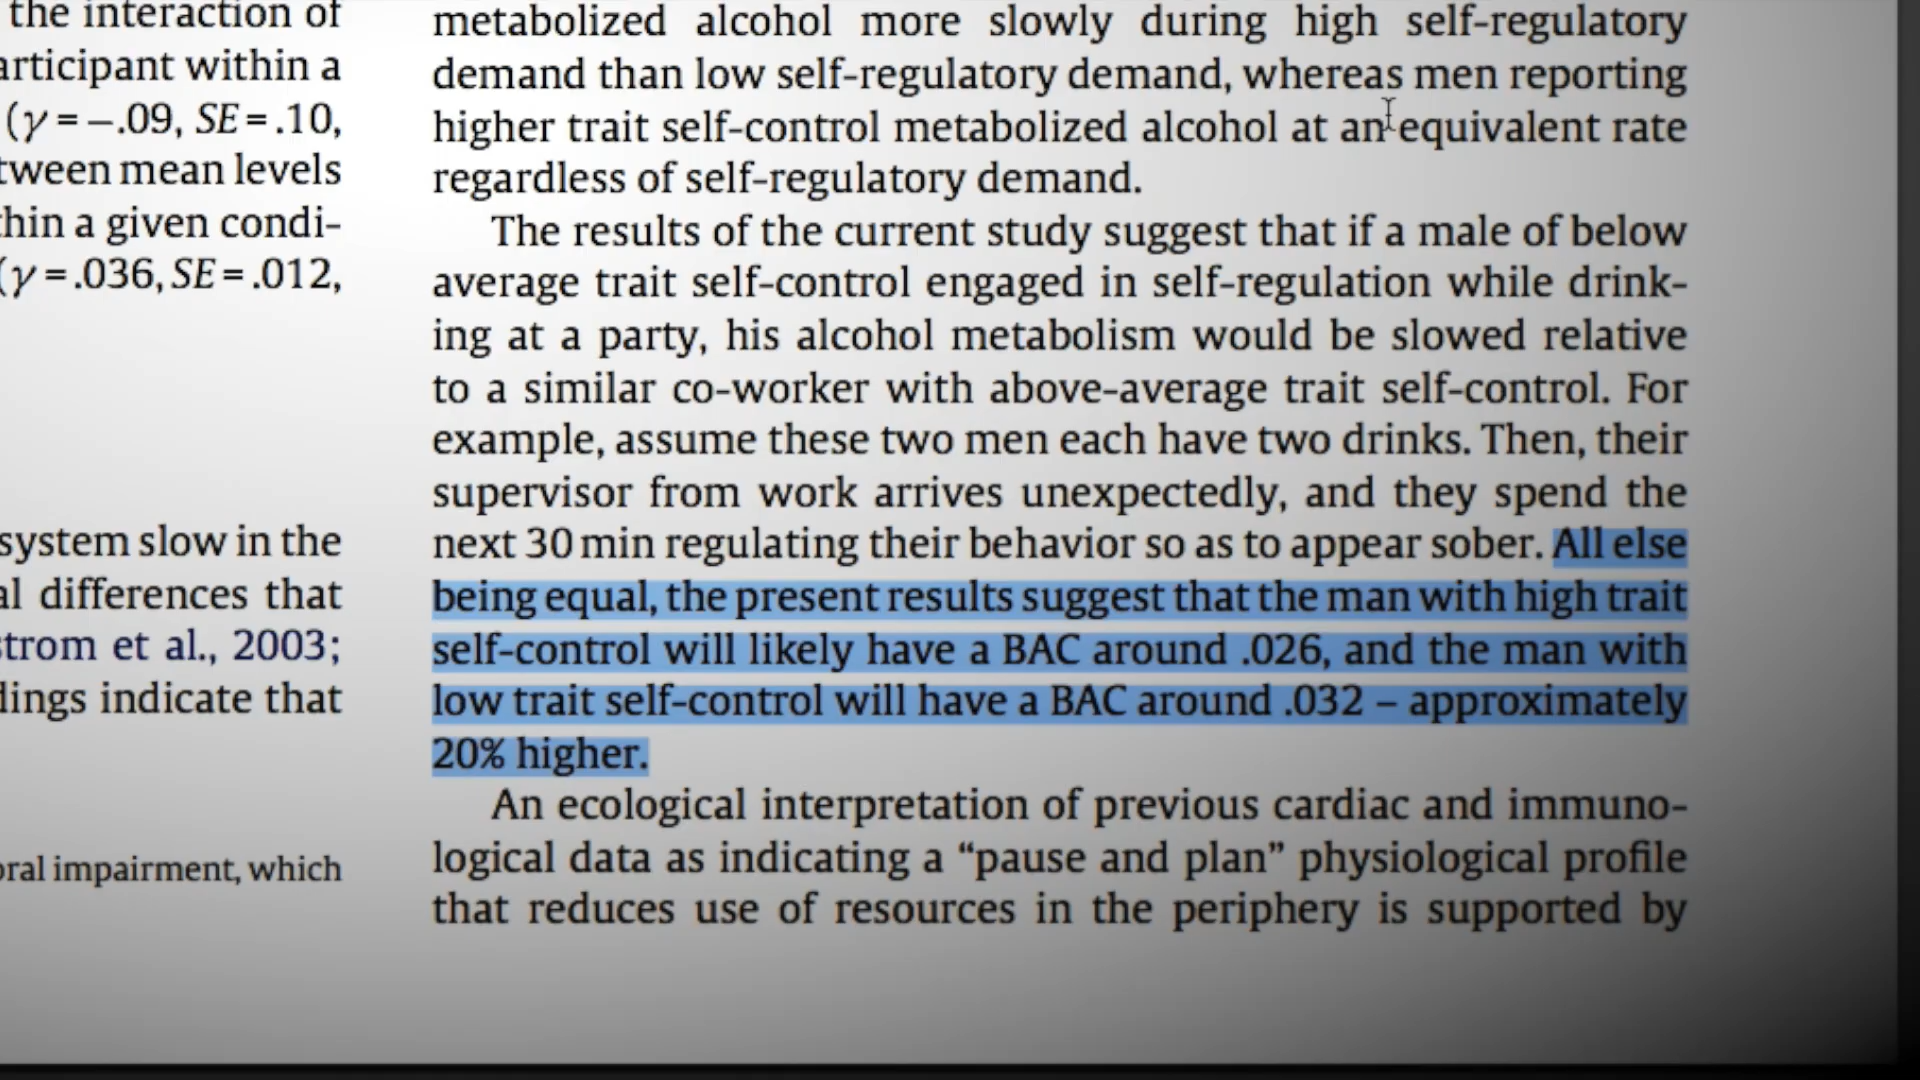 the interaction of
articipant within a
(γ = –.09, SE = .10,
tween mean levels
thin a given condi-
(γ = .036, SE = .012,
system slow in the
al differences that
strom et al., 2003;
dings indicate that
oral impairment, which
metabolized alcohol more slowly during high self-regulatory
demand than low self-regulatory demand, whereas men reporting
higher trait self-control metabolized alcohol at an equivalent rate
regardless of self-regulatory demand.
The results of the current study suggest that if a male of below
average trait self-control engaged in self-regulation while drink-
ing at a party, his alcohol metabolism would be slowed relative
to a similar co-worker with above-average trait self-control. For
example, assume these two men each have two drinks. Then, their
supervisor from work arrives unexpectedly, and they spend the
next 30 min regulating their behavior so as to appear sober. All else
being equal, the present results suggest that the man with high trait
self-control will likely have a BAC around .026, and the man with
low trait self-control will have a BAC around .032 – approximately
20% higher.
An ecological interpretation of previous cardiac and immuno-
logical data as indicating a “pause and plan” physiological profile
that reduces use of resources in the periphery is supported by